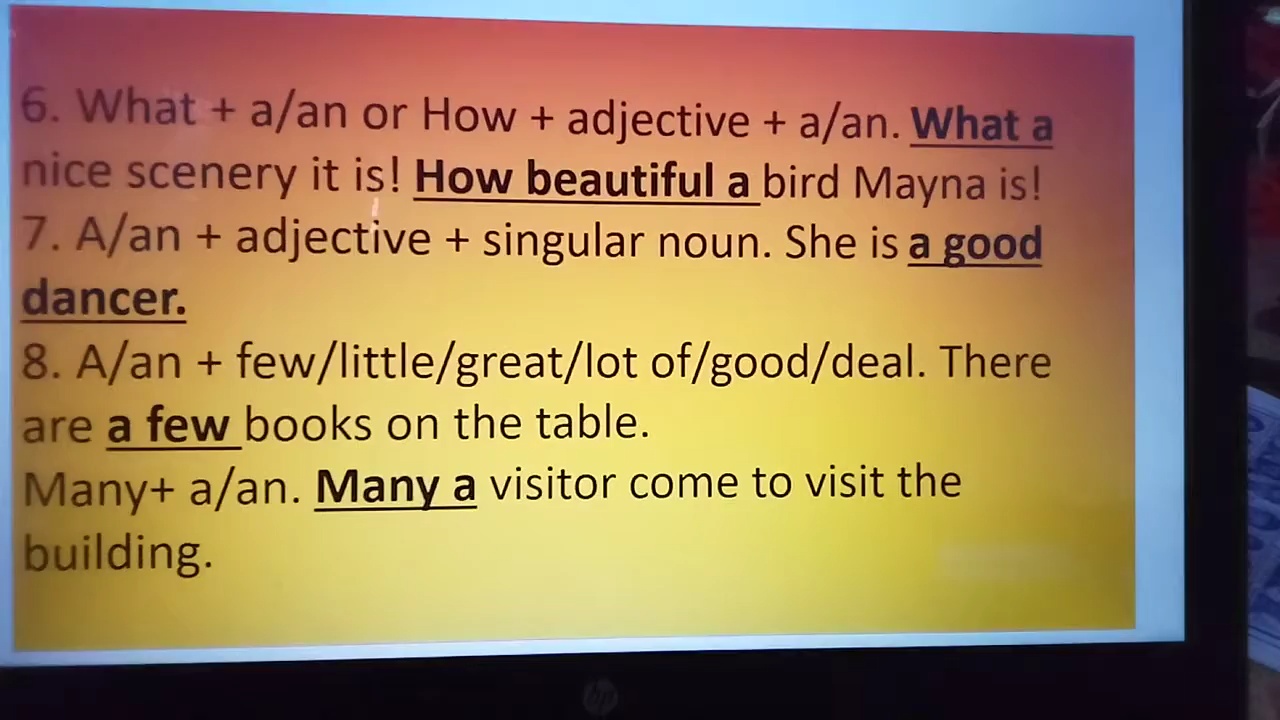 6. What + a/an or How + adjective + a/an. What a
nice scenery it is! How beautiful a bird Mayna is!
7. A/an + adjective + singular noun. She is a good
dancer.
8. A/an + few/little/great/lot of/good/deal. There
are a few books on the table.
Many+ a/an. Many a visitor come to visit the
building.
hp